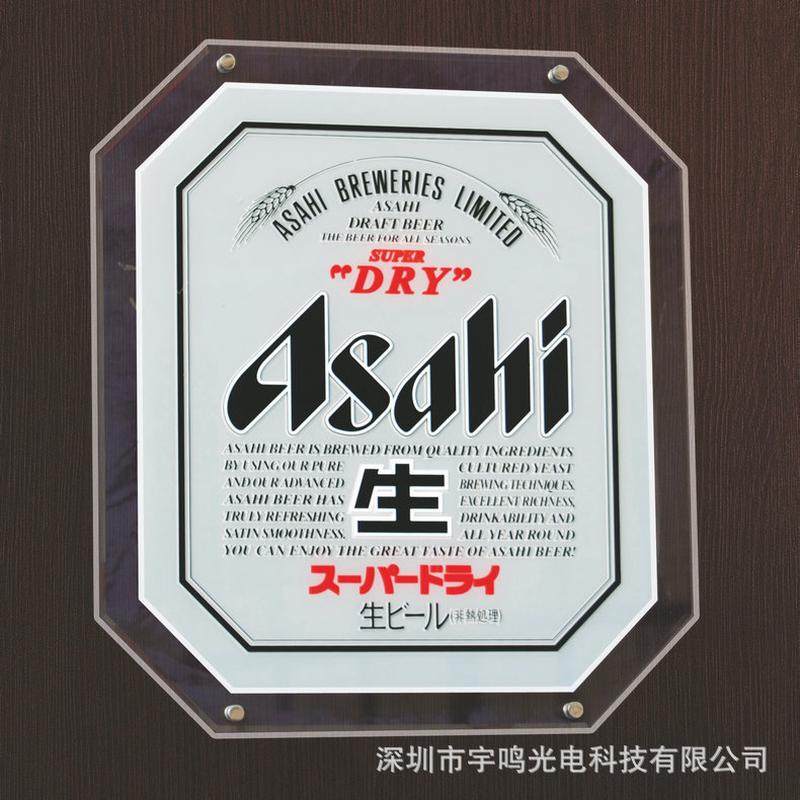 ASAHI BREWERIES LIMITED
ASAHI
DRAFT BEER
THE BEER FOR ALL SEASONS
SUPER
“DRY”
Asahi
ASAHI BEER IS BREWED FROM QUALITY INGREDIENTS
BY USING OUR PURE CULTURED YEAST
AND OUR ADVANCED BREWING TECHNIQUES.
ASAHI BEER HAS EXCELLENT RICHNESS,
TRULY REFRESHING DRINKABILITY AND
SATIN SMOOTHNESS. ALL YEAR ROUND
生
YOU CAN ENJOY THE GREAT TASTE OF ASAHI BEER!
スーパードライ
生ビール(非熱処理)
深圳市宇鸣光电科技有限公司